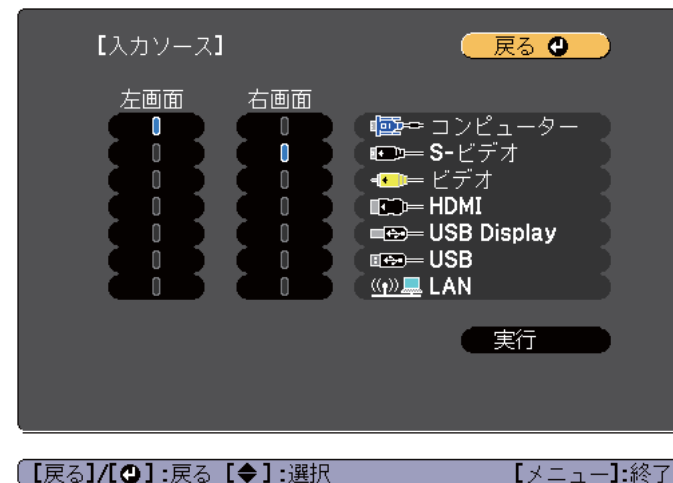 【入力ソース】 戻る
左画面 右画面
コンピューター
S-ビデオ
ビデオ
HDMI
USB Display
USB
LAN
実行
【戻る】/【⏎】:戻る 【◆】:選択 【メニュー】:終了